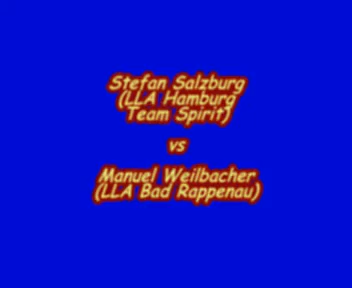 Stefan Salzburg
(LLA Hamburg
Team Spirit)
vs
Manuel Weilbacher
(LLA Bad Rappenau)